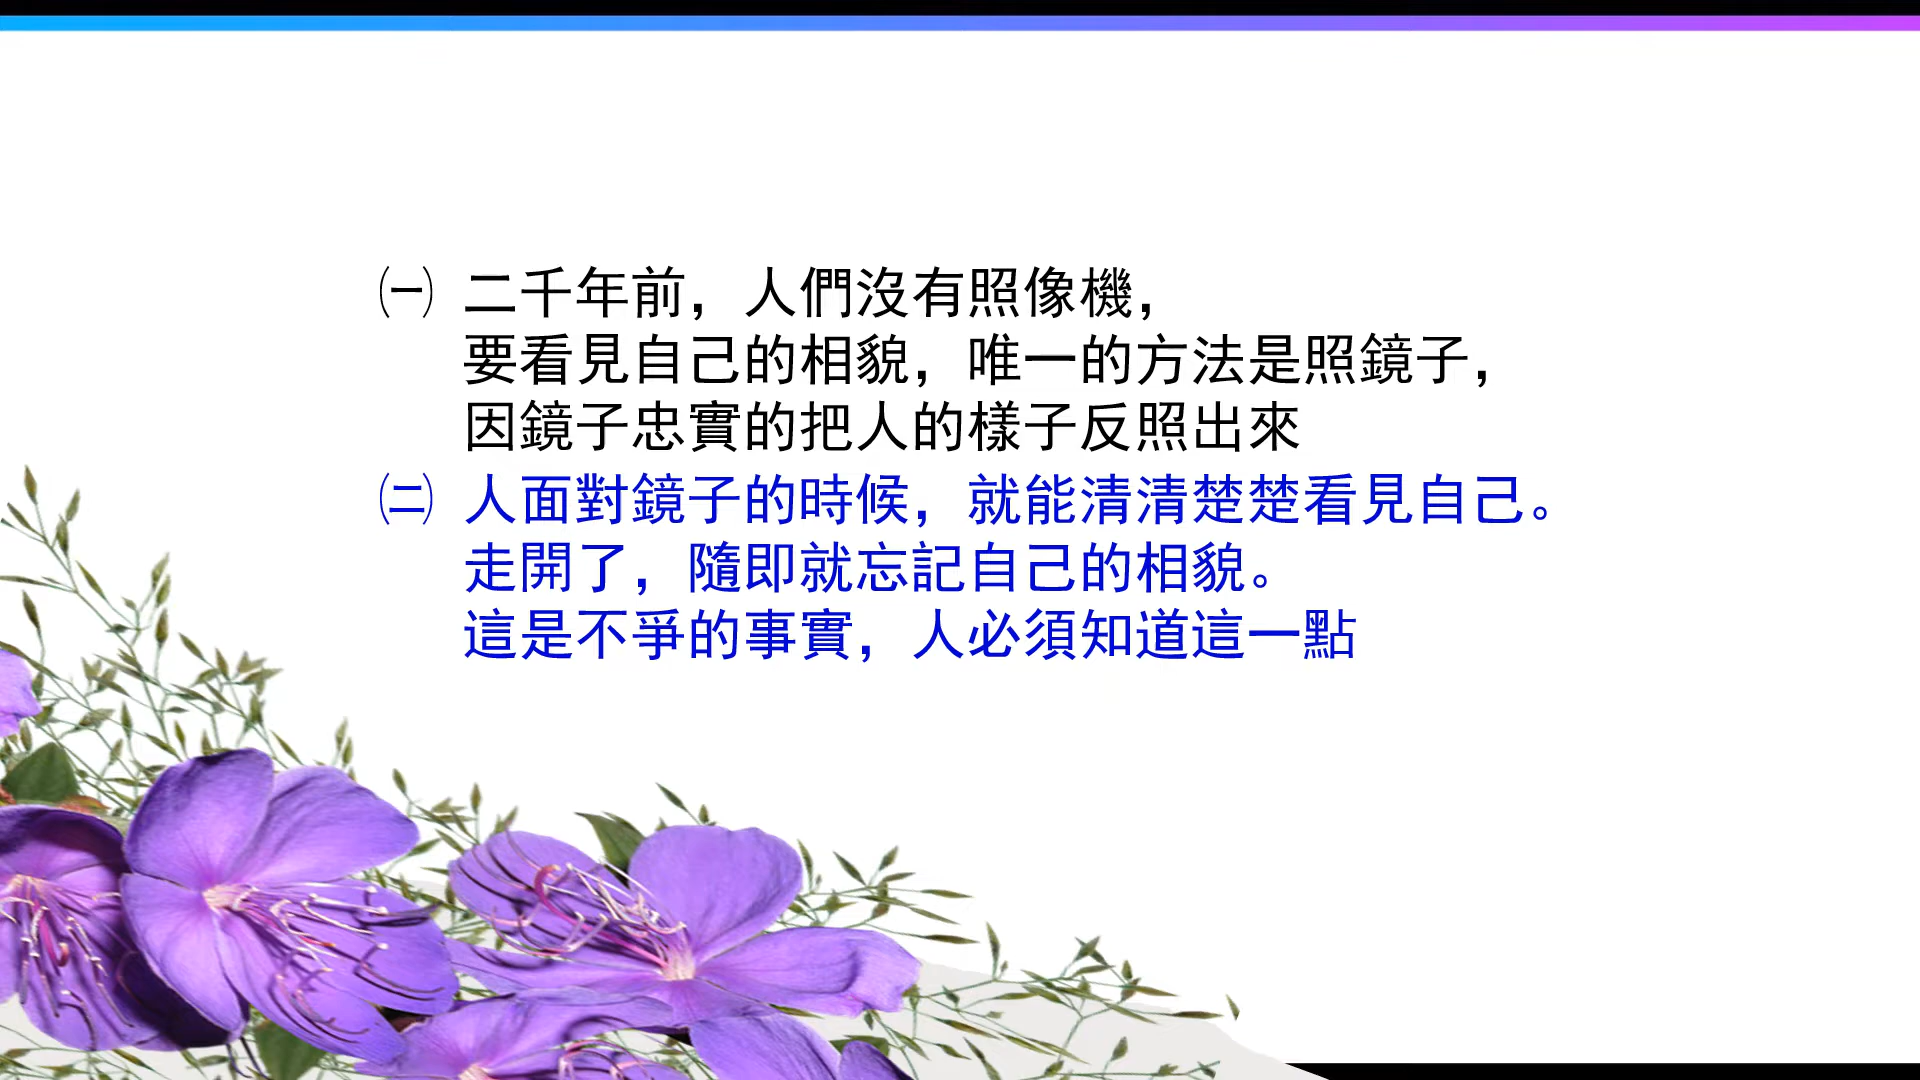 ㈠ 二千年前，人們沒有照像機，
要看見自己的相貌，唯一的方法是照鏡子，
因鏡子忠實的把人的樣子反照出來
㈡ 人面對鏡子的時候，就能清清楚楚看見自己。
走開了，隨即就忘記自己的相貌。
這是不爭的事實，人必須知道這一點